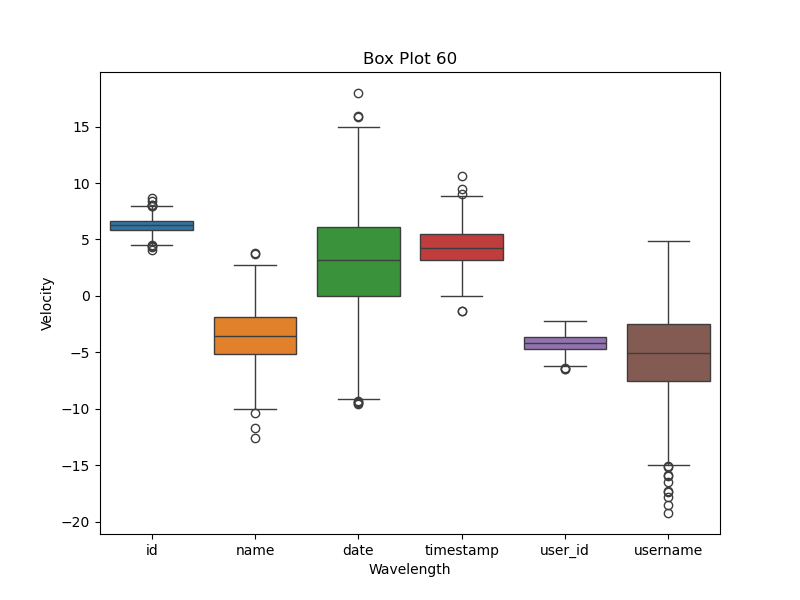 Box Plot 60
Velocity
15
10
5
0
−5
−10
−15
−20
id name date timestamp user_id username
Wavelength